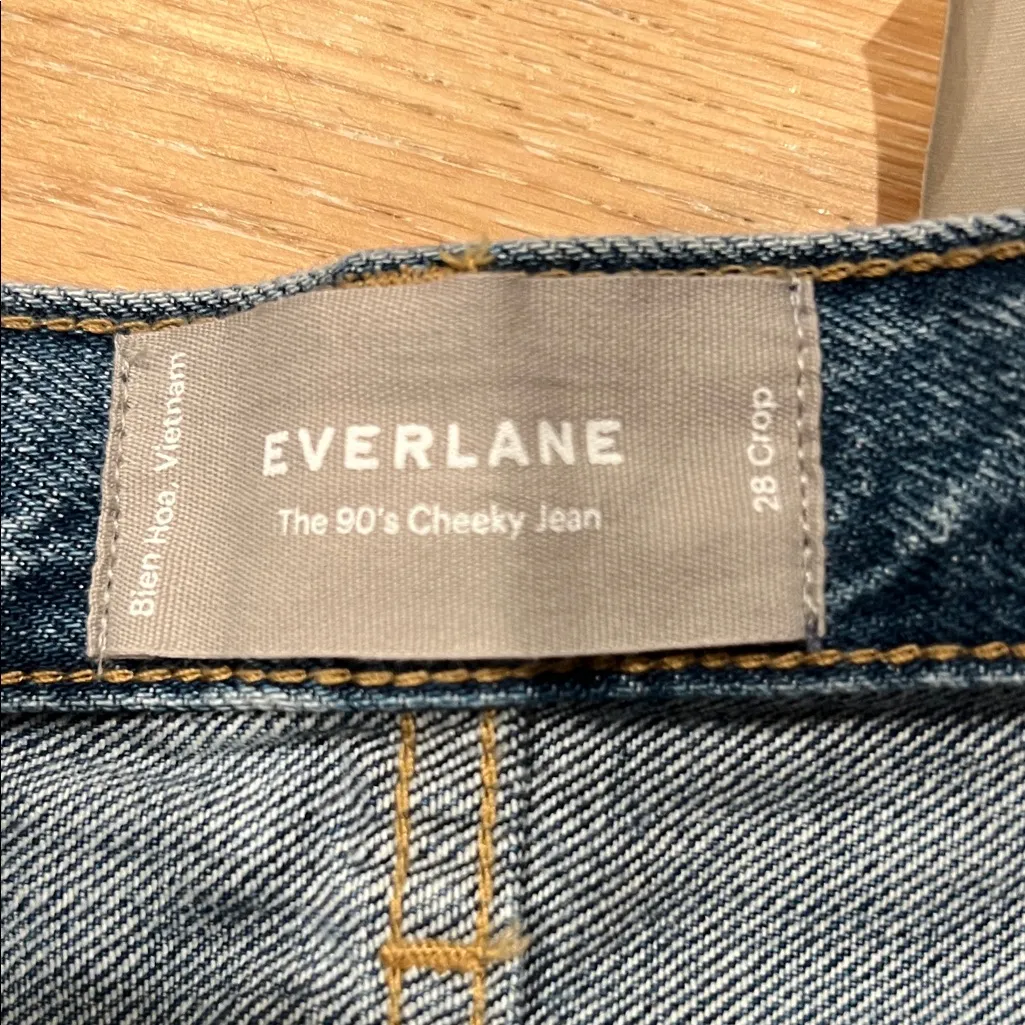 Bien Hoa, Vietnam
EVERLANE
The 90's Cheeky Jean
28 Crop